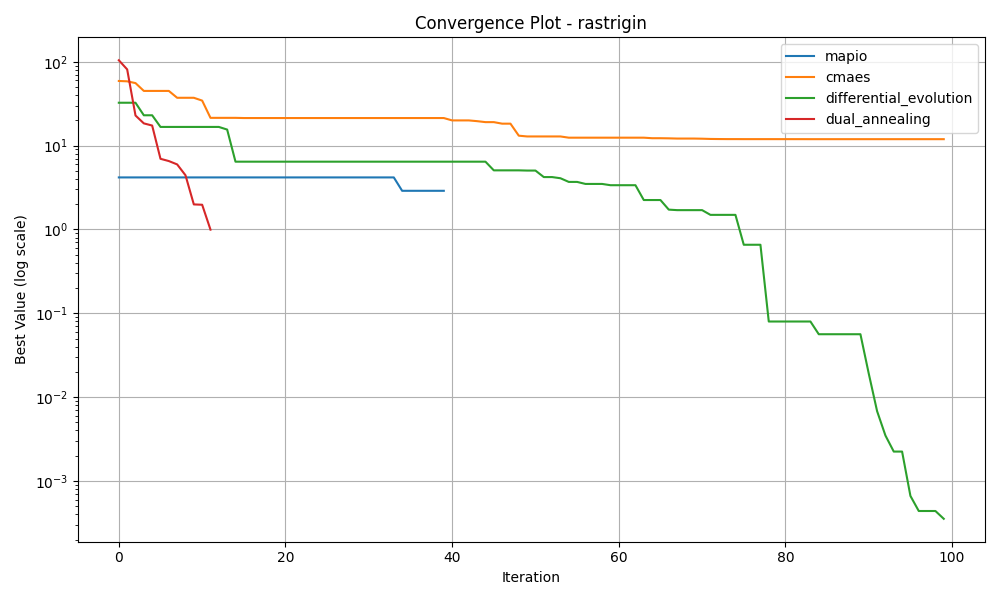 Convergence Plot - rastrigin
mapio
cmaes
differential_evolution
dual_annealing
Best Value (log scale)
10²
10¹
10⁰
10⁻¹
10⁻²
10⁻³
0 20 40 60 80 100
Iteration